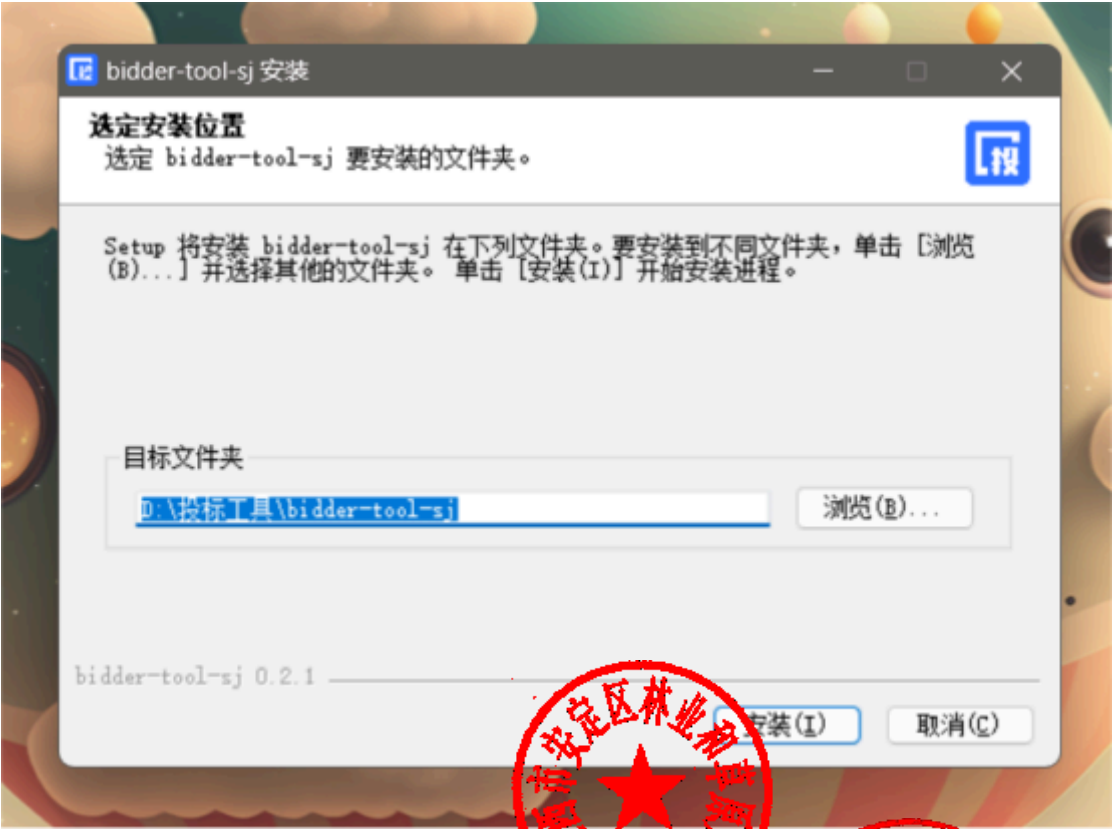 bidder-tool-sj 安装
选定安装位置
选定 bidder-tool-sj 要安装的文件夹。
投
Setup 将安装 bidder-tool-sj 在下列文件夹。要安装到不同文件夹，单击 [浏览
(B)...] 并选择其他的文件夹。 单击 [安装(I)] 开始安装进程。
目标文件夹
D:\投标工具\bidder-tool-sj
浏览(B)...
bidder-tool-sj 0.2.1
安装(I)
取消(C)
市安定区林业和草原